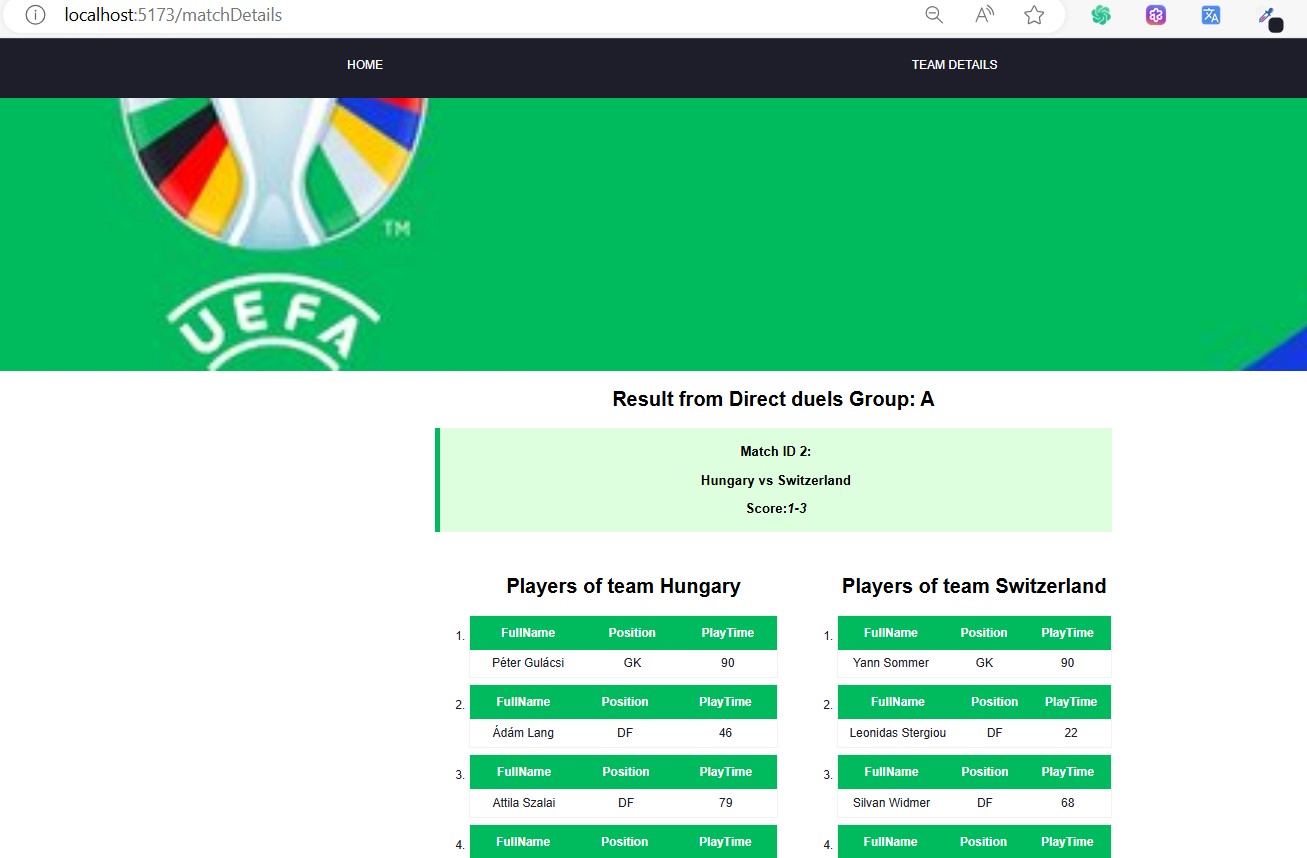 localhost:5173/matchDetails
HOME
TEAM DETAILS
TM
UEFA
Result from Direct duels Group: A
Match ID 2:
Hungary vs Switzerland
Score:1-3
Players of team Hungary
1.
FullName Position PlayTime
Péter Gulácsi GK 90
2.
FullName Position PlayTime
Ádám Lang DF 46
3.
FullName Position PlayTime
Attila Szalai DF 79
4.
FullName Position PlayTime
Players of team Switzerland
1.
FullName Position PlayTime
Yann Sommer GK 90
2.
FullName Position PlayTime
Leonidas Stergiou DF 22
3.
FullName Position PlayTime
Silvan Widmer DF 68
4.
FullName Position PlayTime